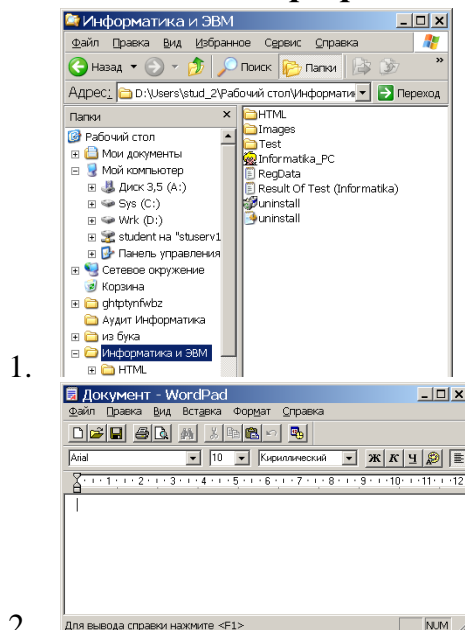 Информатика и ЭВМ
Файл Правка Вид Избранное Сервис Справка
Назад Поиск Папки »
Адрес: D:\Users\stud_2\Рабочий стол\Информати Переход
Папки ×
Рабочий стол
Мои документы
Мой компьютер
Диск 3,5 (A:)
Sys (C:)
Wrk (D:)
student на "stuserv1
Панель управления
Сетевое окружение
Корзина
ghtptynfwbz
Аудит Информатика
из бука
Информатика и ЭВМ
HTML
HTML
Images
Test
Informatika_PC
RegData
Result Of Test (Informatika)
uninstall
uninstall
1.
Документ - WordPad
Файл Правка Вид Вставка Формат Справка
Arial 10 Кириллический Ж К Ч
1 2 3 4 5 6 7 8 9 10 11 12
Для вывода справки нажмите <F1> NUM
2